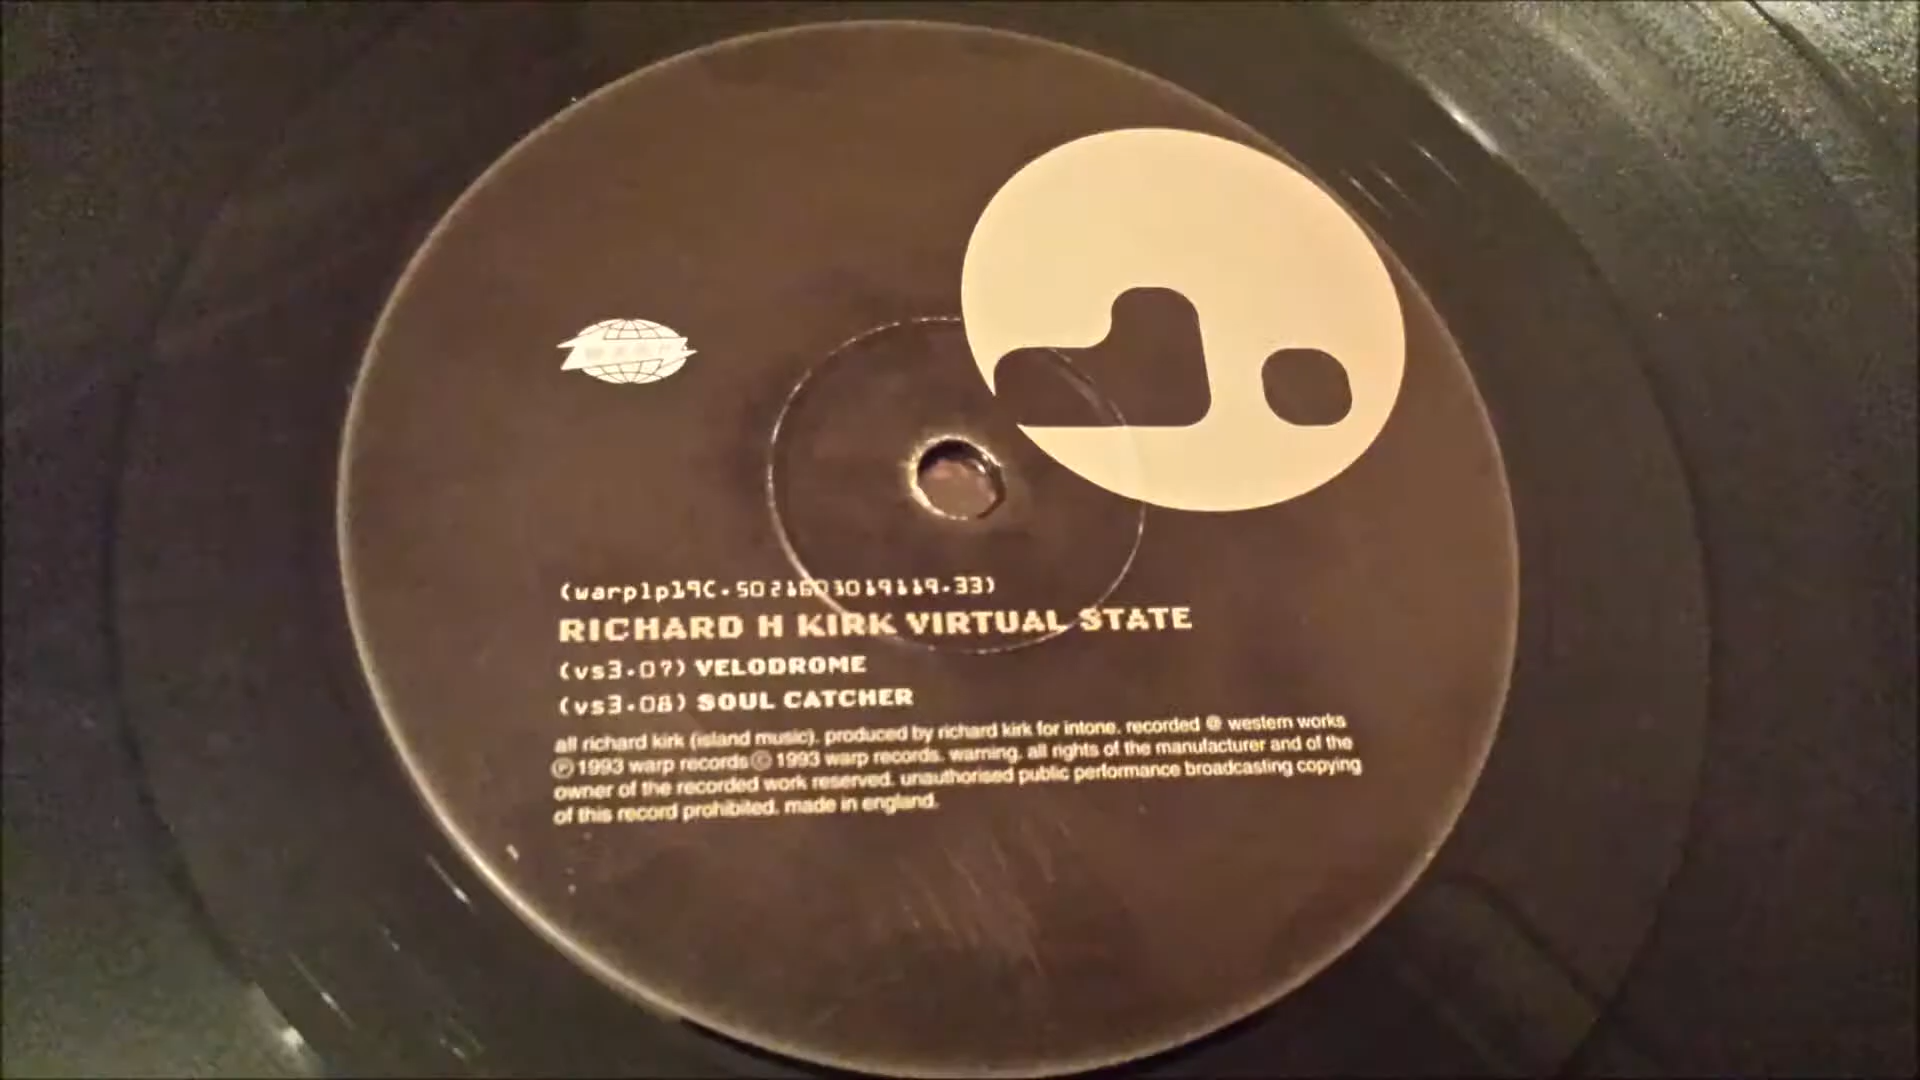 (warplp19C.5021603019119.33)
RICHARD H KIRK VIRTUAL STATE
(vs3.07) VELODROME
(vs3.08) SOUL CATCHER
all richard kirk (island music). produced by richard kirk for intone. recorded @ western works
℗ 1993 warp records © 1993 warp records. warning. all rights of the manufacturer and of the
owner of the recorded work reserved. unauthorised public performance broadcasting copying
of this record prohibited. made in england.